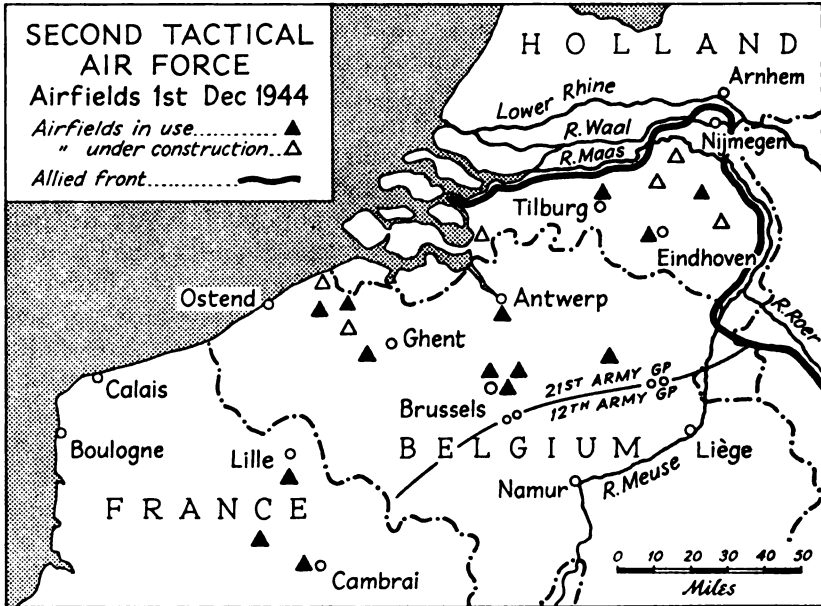 SECOND TACTICAL
AIR FORCE
Airfields 1st Dec 1944
Airfields in use............
" under construction..
Allied front...............
HOLLAND
Arnhem
Lower Rhine
R. Waal
Nijmegen
R. Maas
Tilburg
Eindhoven
Ostend
Antwerp
R. Roer
Ghent
Calais
21ST ARMY GP
12TH ARMY GP
Brussels
Boulogne
BELGIUM
Liège
Lille
Namur
R. Meuse
FRANCE
Cambrai
0 10 20 30 50
Miles